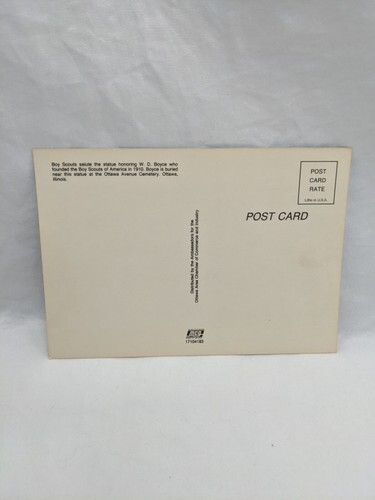 Boy Scouts salute the statue honoring W. D. Boyce who
founded the Boy Scouts of America in 1910. Boyce is buried
near this statue at the Ottawa Avenue Cemetery, Ottawa,
Illinois.
POST
CARD
RATE
Litho in U.S.A.
POST CARD
Distributed by the Ambassadors for the
Ottawa Area Chamber of Commerce and Industry